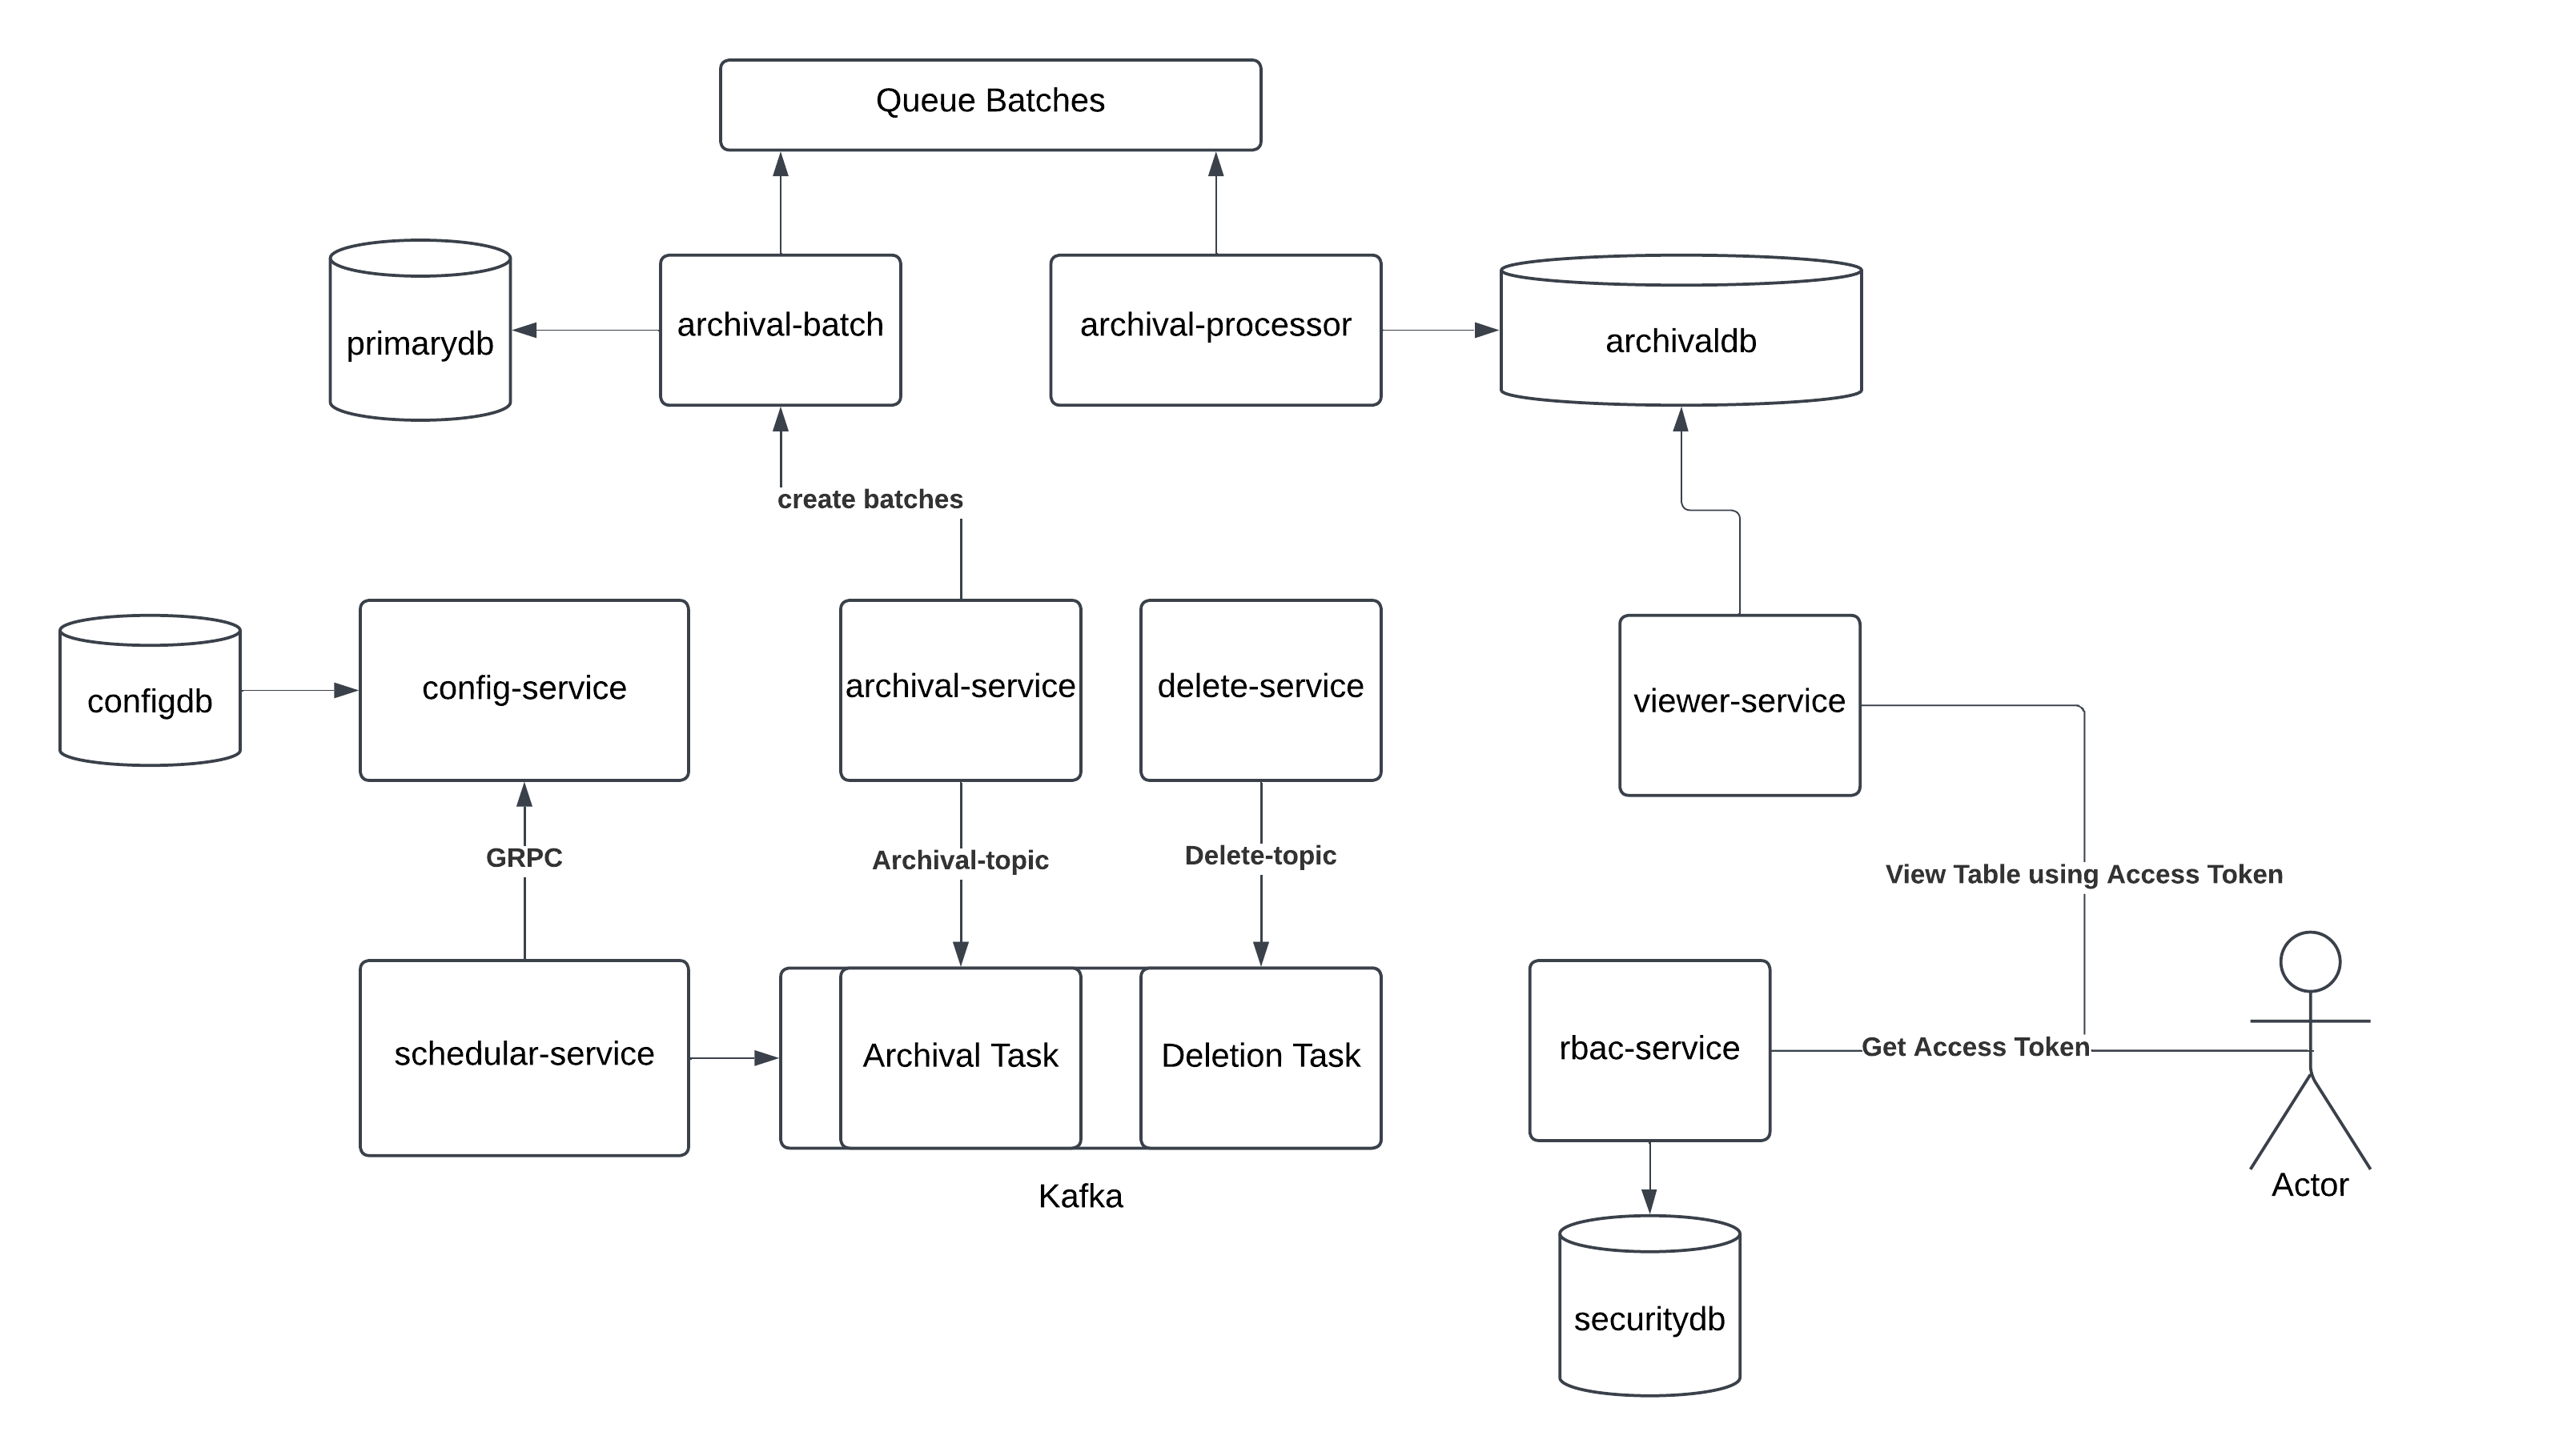 Queue Batches
primarydb
archival-batch
archival-processor
archivaldb
create batches
configdb
config-service
archival-service
delete-service
viewer-service
GRPC
Archival-topic
Delete-topic
View Table using Access Token
schedular-service
Archival Task
Deletion Task
rbac-service
Get Access Token
Kafka
Actor
securitydb